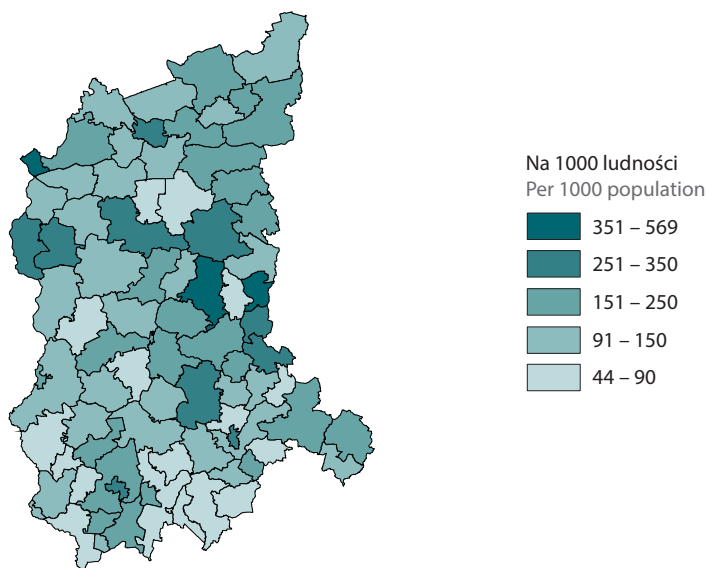 Na 1000 ludności
Per 1000 population
351 – 569
251 – 350
151 – 250
91 – 150
44 – 90